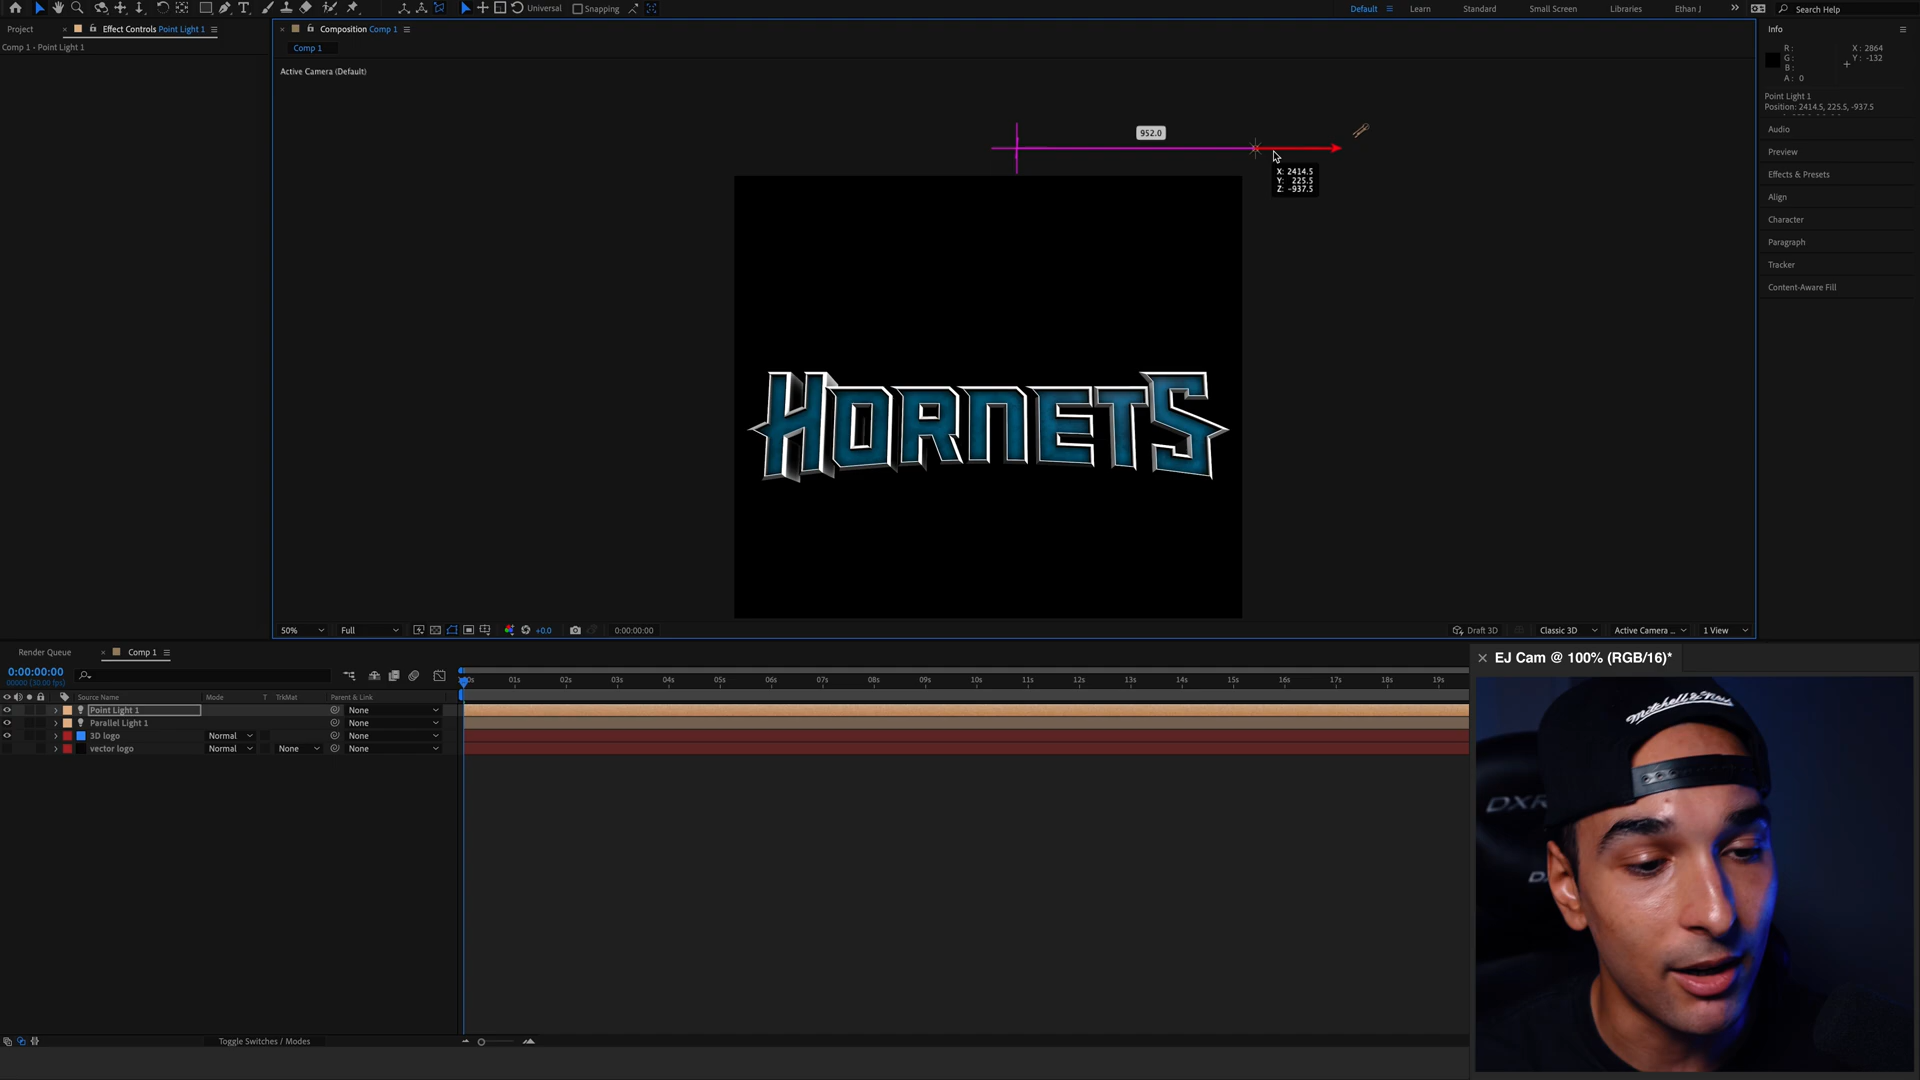 Universal
Snapping
Default
Learn
Standard
Small Screen
Libraries
Ethan J
Search Help
Project
Effect Controls Point Light 1
Composition Comp 1
Info
Comp 1 • Point Light 1
Comp 1
R :
G :
B :
A : 0
X : 2864
Y : -132
Active Camera (Default)
Point Light 1
Position: 2414.5, 225.5, -937.5
Audio
Preview
Effects & Presets
Align
Character
Paragraph
Tracker
Content-Aware Fill
952.0
X: 2414.5
Y: 225.5
Z: -937.5
HORNETS
50%
Full
+0.0
0:00:00:00
Draft 3D
Classic 3D
Active Camera ...
1 View
Render Queue
Comp 1
0:00:00:00
00000 (30.00 fps)
Source Name
Mode
T
TrkMat
Parent & Link
01s
02s
03s
04s
05s
06s
07s
08s
09s
10s
11s
12s
13s
14s
15s
16s
17s
18s
19s
Point Light 1
None
Parallel Light 1
None
3D logo
Normal
None
vector logo
Normal
None
None
Toggle Switches / Modes
EJ Cam @ 100% (RGB/16)*
Mitchell & Ness
DXR